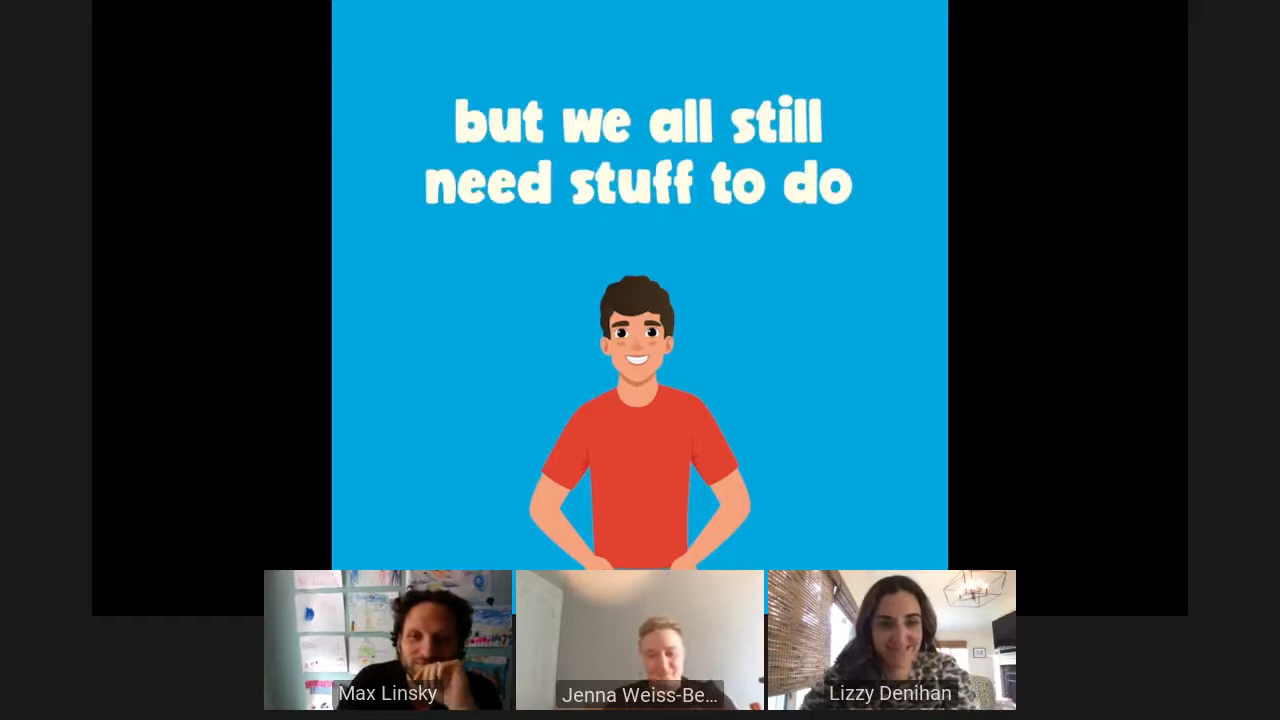 but we all still
need stuff to do
Max Linsky
Jenna Weiss-Be...
Lizzy Denihan